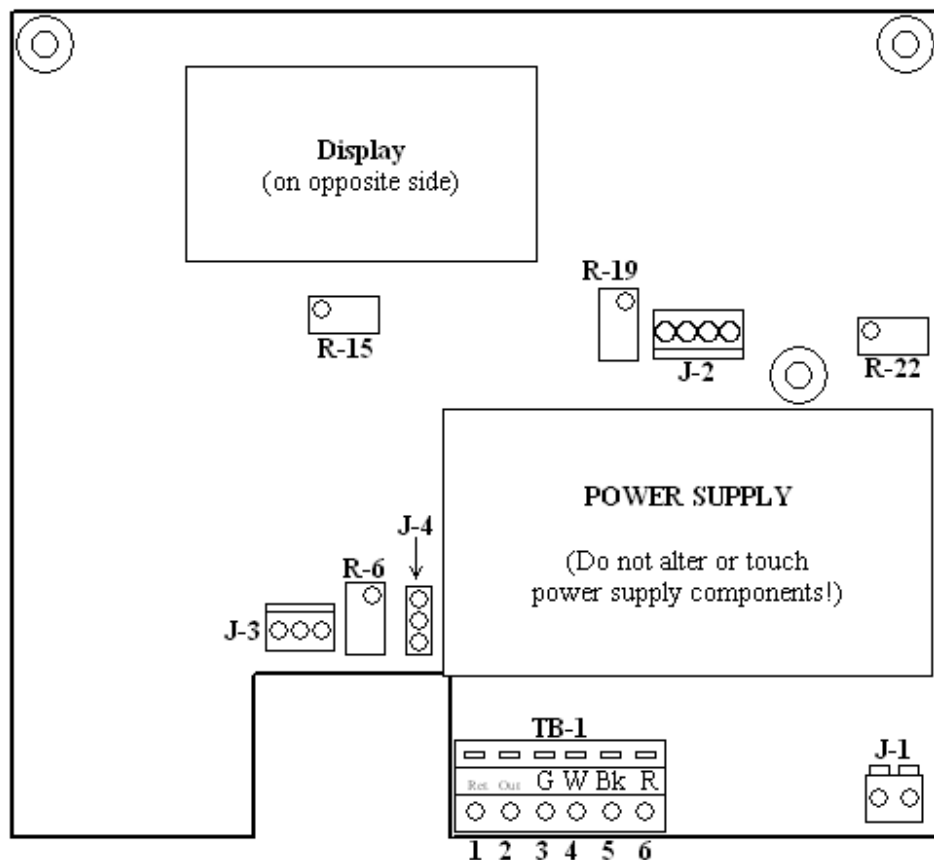 Display
(on opposite side)
R-19
R-15
J-2
R-22
POWER SUPPLY
(Do not alter or touch
power supply components!)
J-4
R-6
J-3
TB-1
J-1
Ret Out G W Bk R
1 2 3 4 5 6